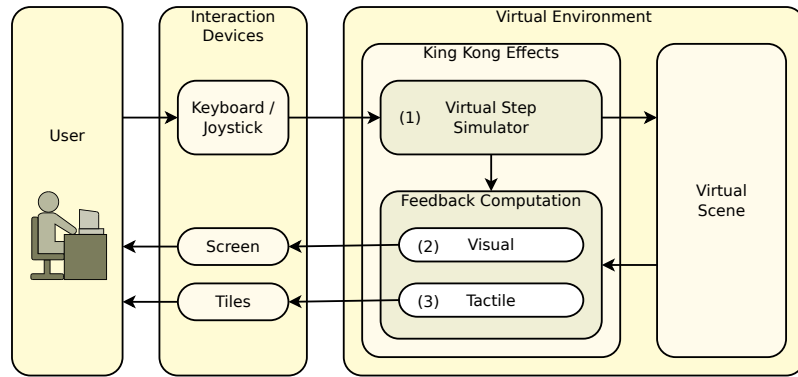 Interaction
Devices
Virtual Environment
King Kong Effects
User
Keyboard /
Joystick
(1) Virtual Step
Simulator
Virtual
Scene
Feedback Computation
Screen
(2) Visual
Tiles
(3) Tactile